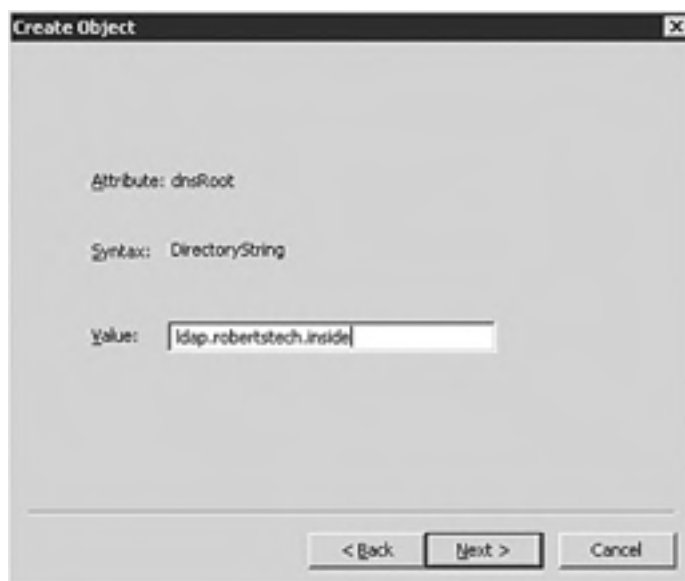 Create Object
Attribute: dnsRoot
Syntax: DirectoryString
Value: ldap.robertstech.inside
< Back
Next >
Cancel